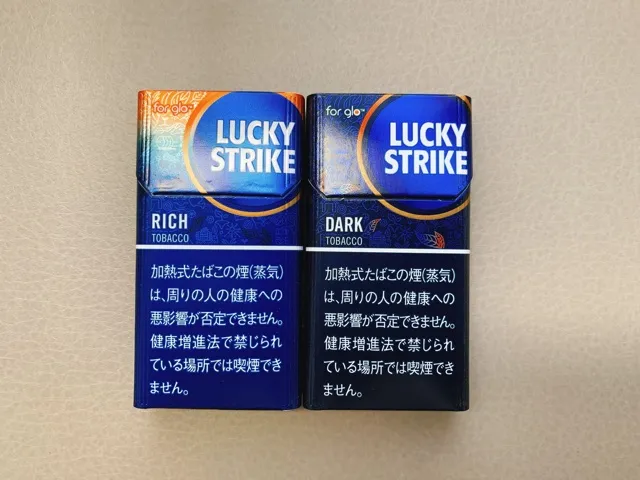 for glo™
LUCKY
STRIKE
RICH
TOBACCO
加熱式たばこの煙(蒸気)
は、周りの人の健康への
悪影響が否定できません。
健康増進法で禁じられ
ている場所では喫煙でき
ません。
for glo™
LUCKY
STRIKE
DARK
TOBACCO
加熱式たばこの煙(蒸気)
は、周りの人の健康への
悪影響が否定できません。
健康増進法で禁じられ
ている場所では喫煙でき
ません。